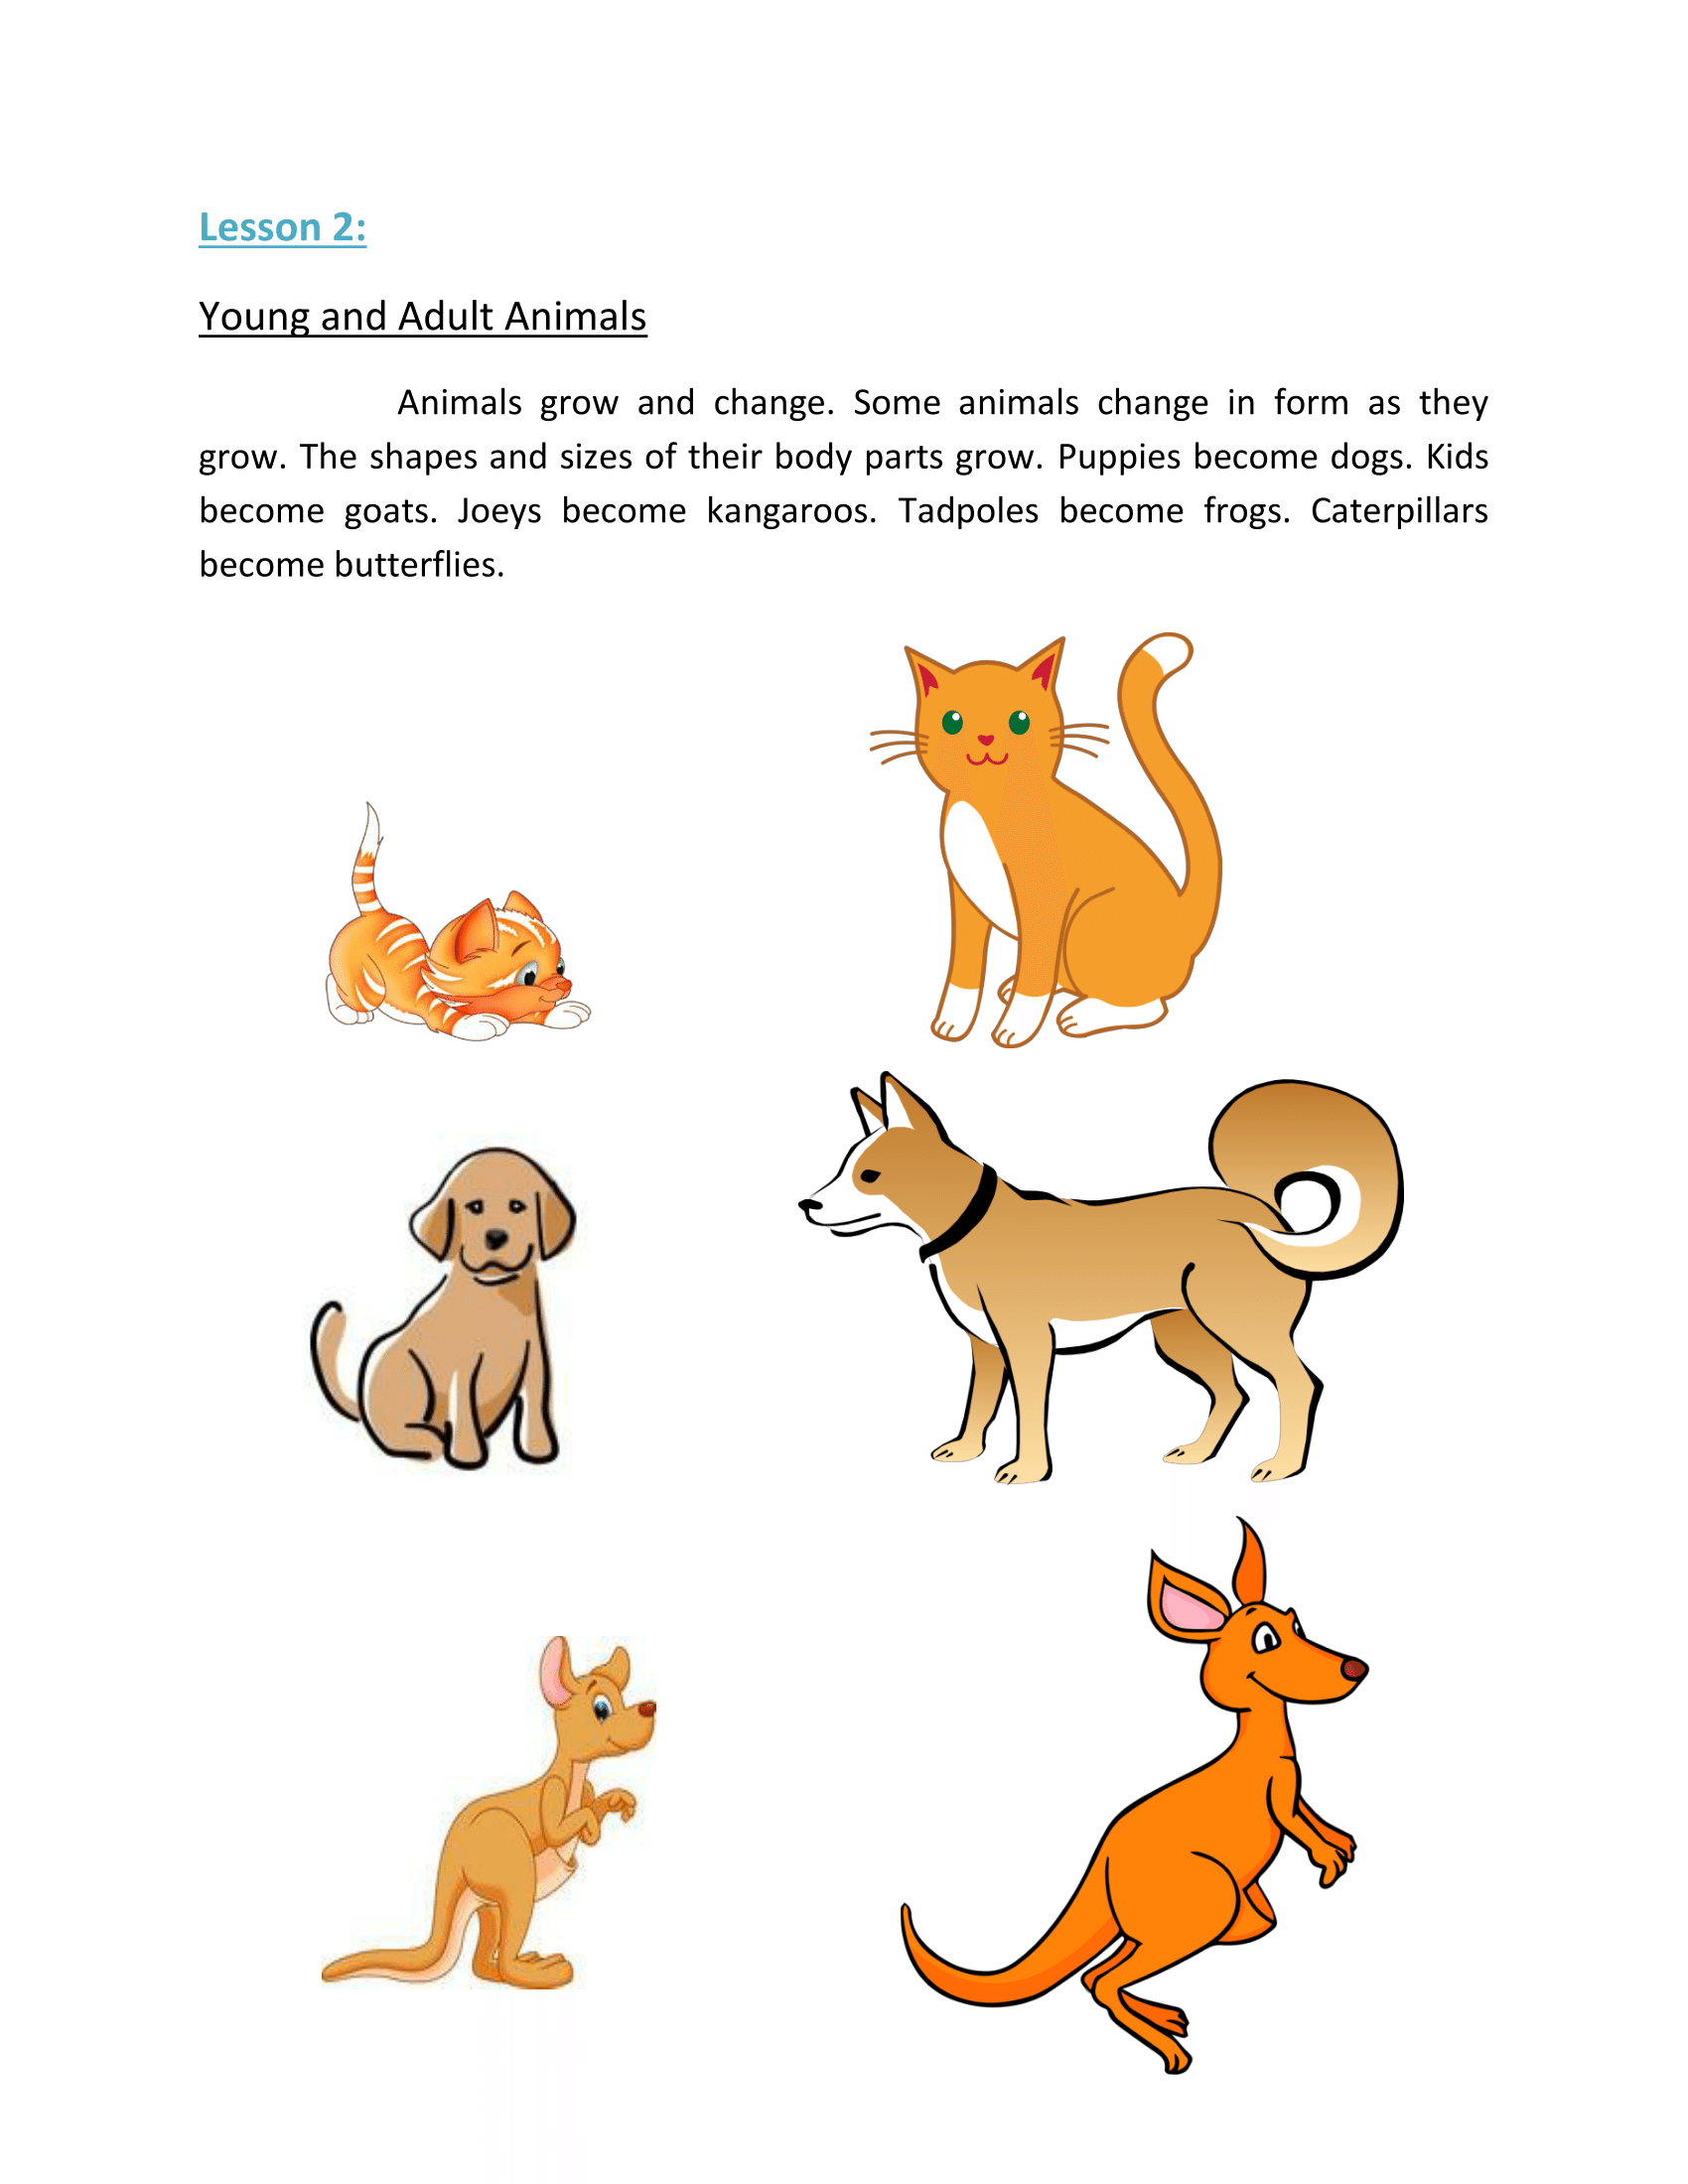 Lesson 2:
Young and Adult Animals
Animals grow and change. Some animals change in form as they
grow. The shapes and sizes of their body parts grow. Puppies become dogs. Kids
become goats. Joeys become kangaroos. Tadpoles become frogs. Caterpillars
become butterflies.